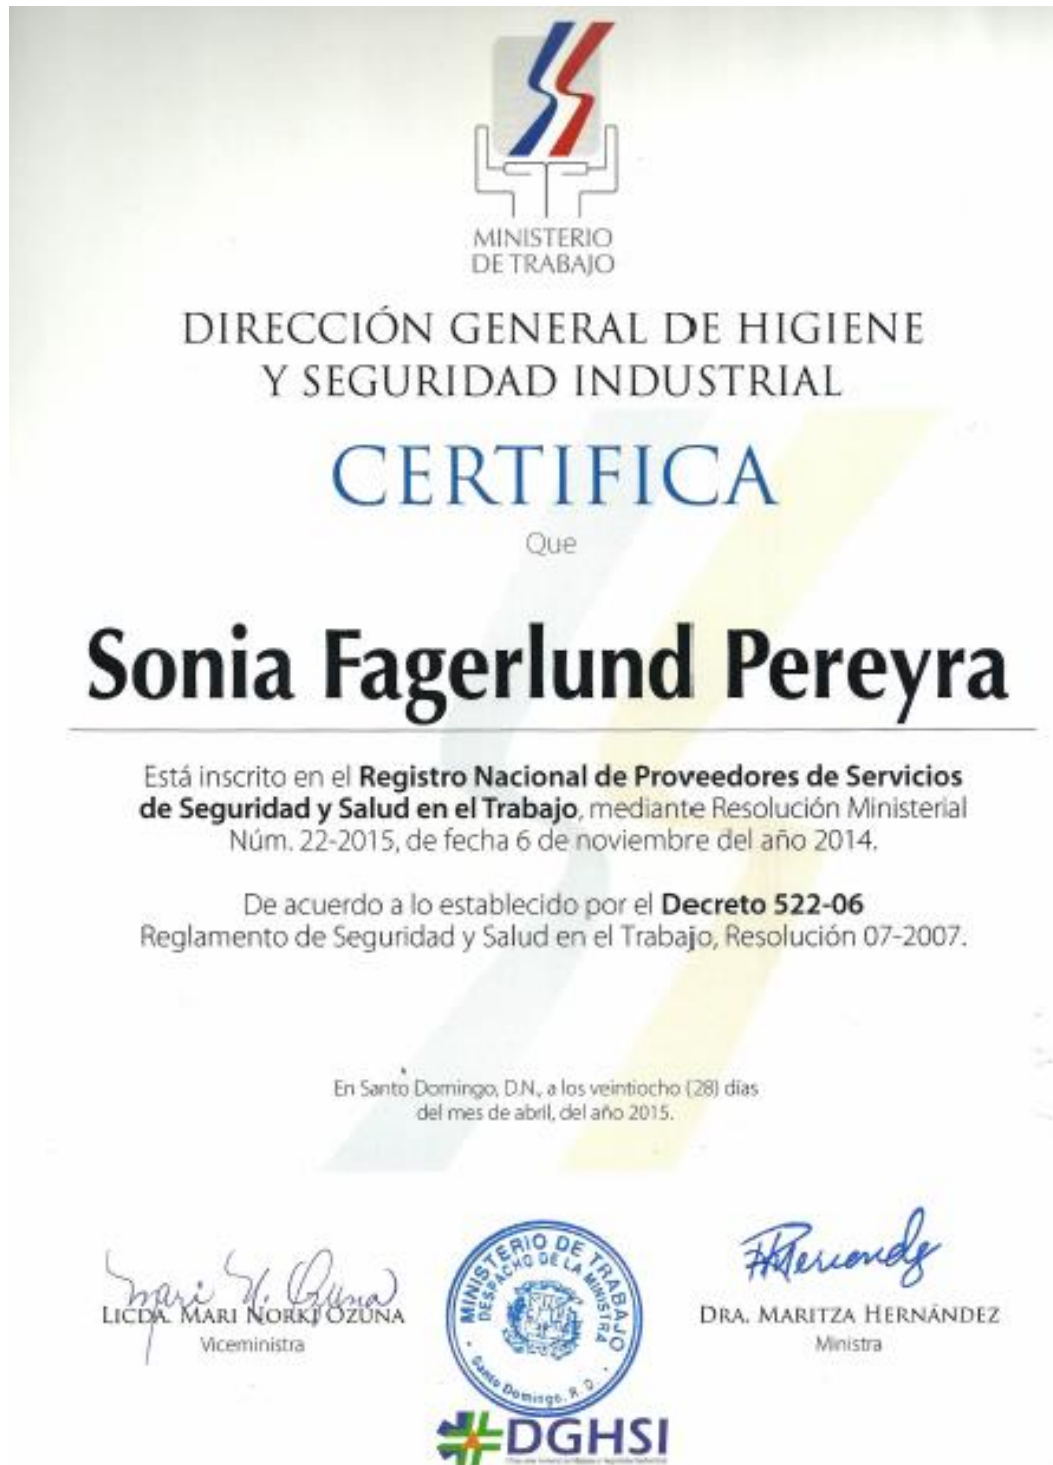 MINISTERIO
DE TRABAJO
DIRECCIÓN GENERAL DE HIGIENE
Y SEGURIDAD INDUSTRIAL
CERTIFICA
Que
Sonia Fagerlund Pereyra
Está inscrito en el Registro Nacional de Proveedores de Servicios
de Seguridad y Salud en el Trabajo, mediante Resolución Ministerial
Núm. 22-2015, de fecha 6 de noviembre del año 2014.
De acuerdo a lo establecido por el Decreto 522-06
Reglamento de Seguridad y Salud en el Trabajo, Resolución 07-2007.
En Santo Domingo, D.N., a los veintiocho (28) días
del mes de abril, del año 2015.
LICDA. MARI NORKI OZUNA
Viceministra
MINISTERIO DE TRABAJO
DESPACHO DE LA MINISTRA
Santo Domingo, R. D.
DRA. MARITZA HERNÁNDEZ
Ministra
DGHSI